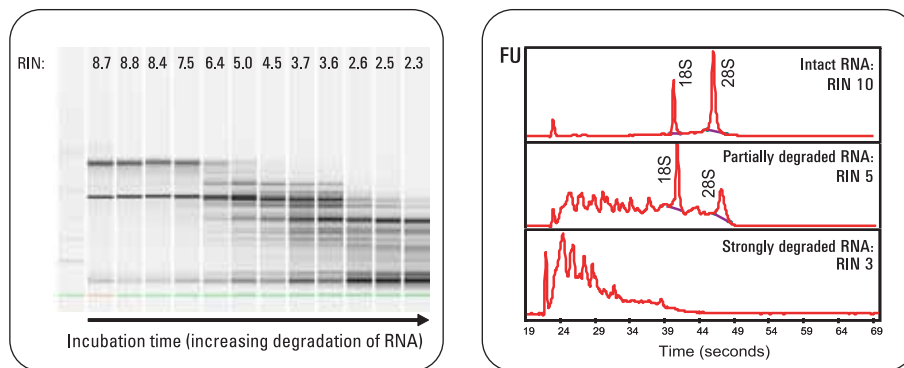 RIN: 8.7 8.8 8.4 7.5 6.4 5.0 4.5 3.7 3.6 2.6 2.5 2.3
Incubation time (increasing degradation of RNA)
FU
18S
28S
Intact RNA:
RIN 10
18S
28S
Partially degraded RNA:
RIN 5
Strongly degraded RNA:
RIN 3
19 24 29 34 39 44 49 54 59 64 69
Time (seconds)